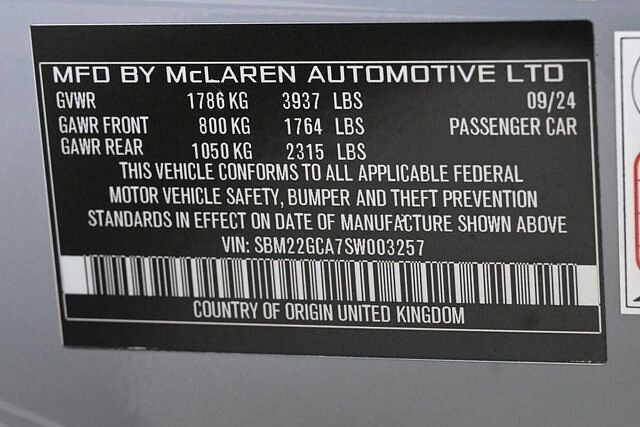 MFD BY McLAREN AUTOMOTIVE LTD
GVWR 1786 KG 3937 LBS 09/24
GAWR FRONT 800 KG 1764 LBS PASSENGER CAR
GAWR REAR 1050 KG 2315 LBS
THIS VEHICLE CONFORMS TO ALL APPLICABLE FEDERAL
MOTOR VEHICLE SAFETY, BUMPER AND THEFT PREVENTION
STANDARDS IN EFFECT ON DATE OF MANUFACTURE SHOWN ABOVE
VIN: SBM22GCA7SW003257
COUNTRY OF ORIGIN UNITED KINGDOM